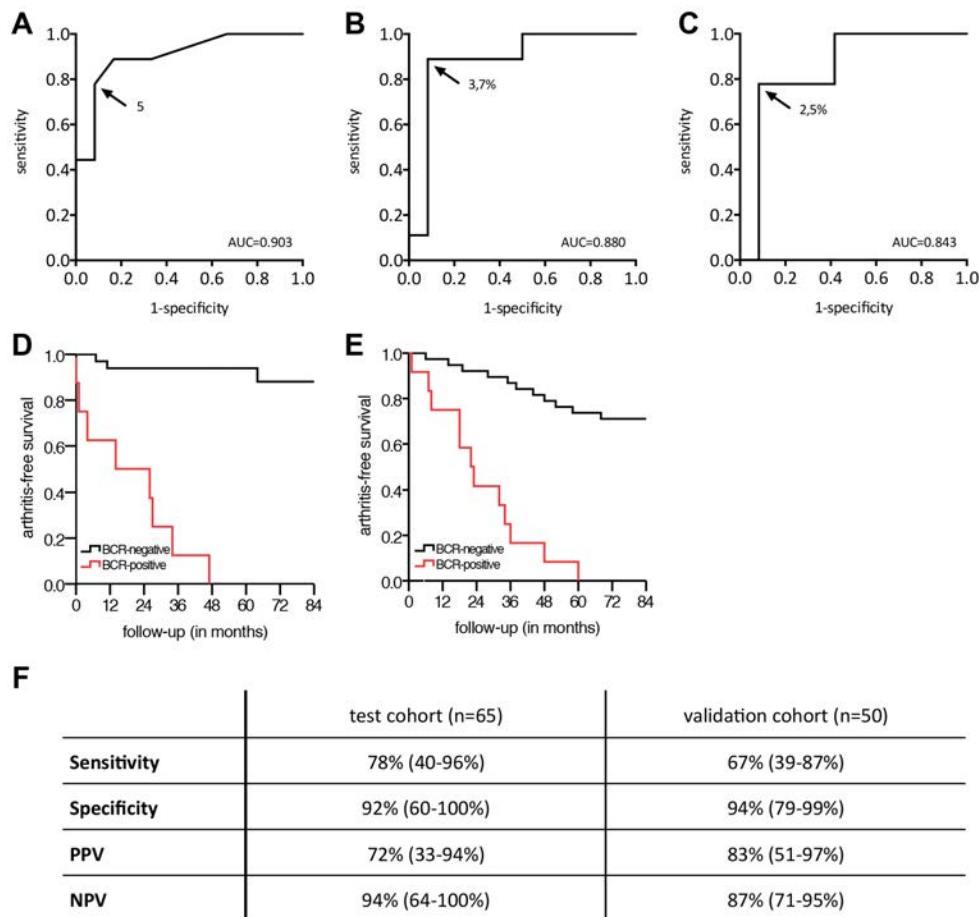 A
sensitivity
1.0
0.8
0.6
0.4
0.2
0.0
5
AUC=0.903
0.0 0.2 0.4 0.6 0.8 1.0
1-specificity
B
sensitivity
1.0
0.8
0.6
0.4
0.2
0.0
3,7%
AUC=0.880
0.0 0.2 0.4 0.6 0.8 1.0
1-specificity
C
sensitivity
1.0
0.8
0.6
0.4
0.2
0.0
2,5%
AUC=0.843
0.0 0.2 0.4 0.6 0.8 1.0
1-specificity
D
arthritis-free survival
1.0
0.8
0.6
0.4
0.2
0.0
BCR-negative
BCR-positive
0 12 24 36 48 60 72 84
follow-up (in months)
E
arthritis-free survival
1.0
0.8
0.6
0.4
0.2
0.0
BCR-negative
BCR-positive
0 12 24 36 48 60 72 84
follow-up (in months)
F
test cohort (n=65) validation cohort (n=50)
Sensitivity 78% (40-96%) 67% (39-87%)
Specificity 92% (60-100%) 94% (79-99%)
PPV 72% (33-94%) 83% (51-97%)
NPV 94% (64-100%) 87% (71-95%)